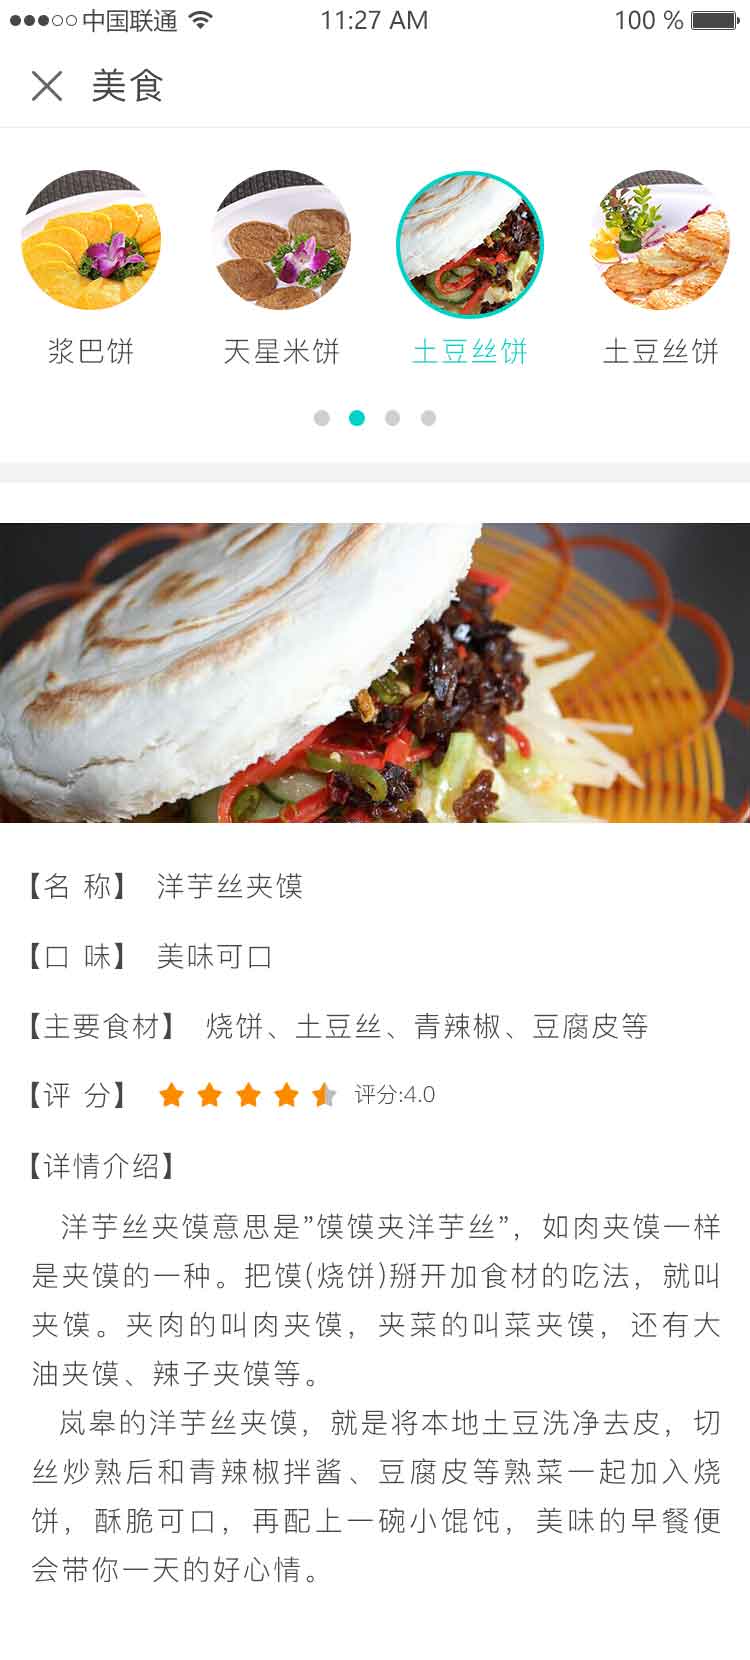 中国联通 11:27 AM 100 %
美食
浆巴饼 天星米饼 土豆丝饼 土豆丝饼
【名 称】 洋芋丝夹馍
【口 味】 美味可口
【主要食材】 烧饼、土豆丝、青辣椒、豆腐皮等
【评 分】 评分:4.0
【详情介绍】
洋芋丝夹馍意思是”馍馍夹洋芋丝”，如肉夹馍一样
是夹馍的一种。把馍(烧饼)掰开加食材的吃法，就叫
夹馍。夹肉的叫肉夹馍，夹菜的叫菜夹馍，还有大
油夹馍、辣子夹馍等。
岚皋的洋芋丝夹馍，就是将本地土豆洗净去皮，切
丝炒熟后和青辣椒拌酱、豆腐皮等熟菜一起加入烧
饼，酥脆可口，再配上一碗小馄饨，美味的早餐便
会带你一天的好心情。